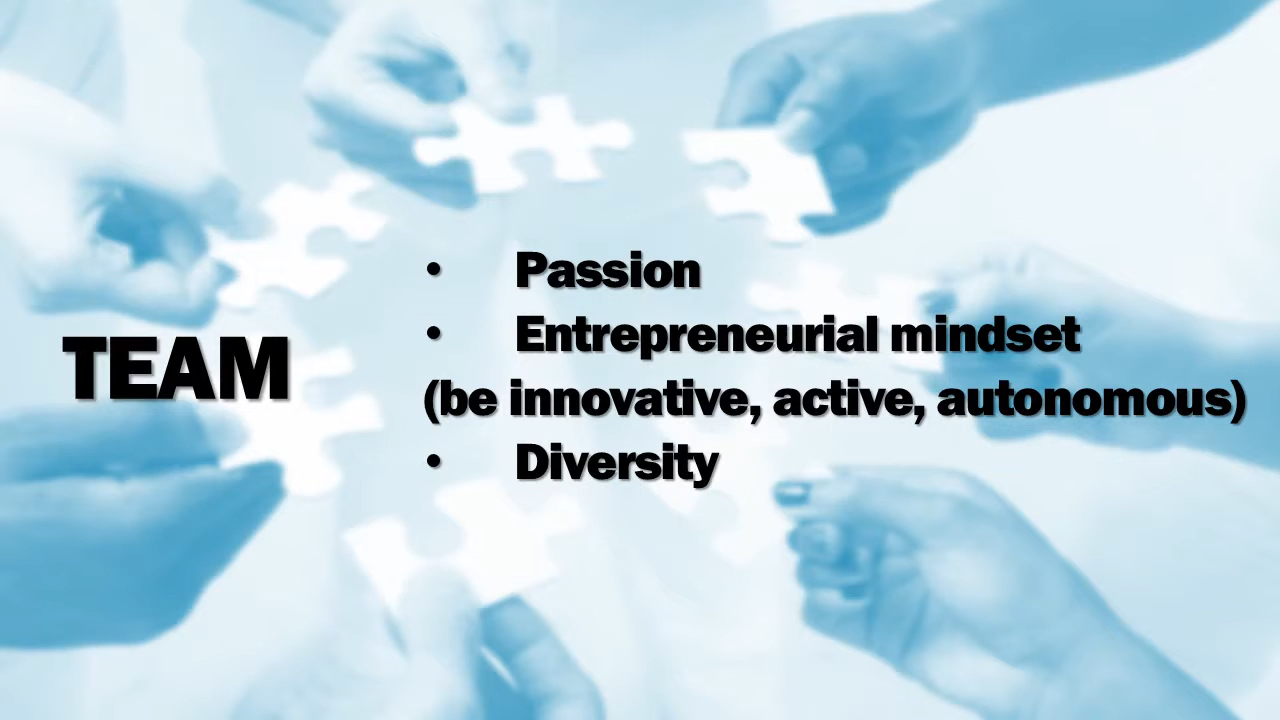 TEAM
• Passion
• Entrepreneurial mindset
(be innovative, active, autonomous)
• Diversity